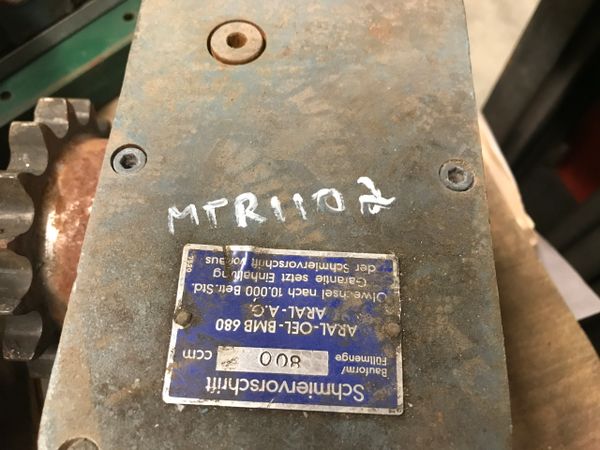 MTR1107
Schmiervorschrift
Bauform/
Füllmenge
800
ccm
ARAL-OEL-BMB 680
ARAL-A.G.
Ölwechsel nach 10.000 Betr.Std.
Garantie setzt Einhaltung
der Schmiervorschrift voraus